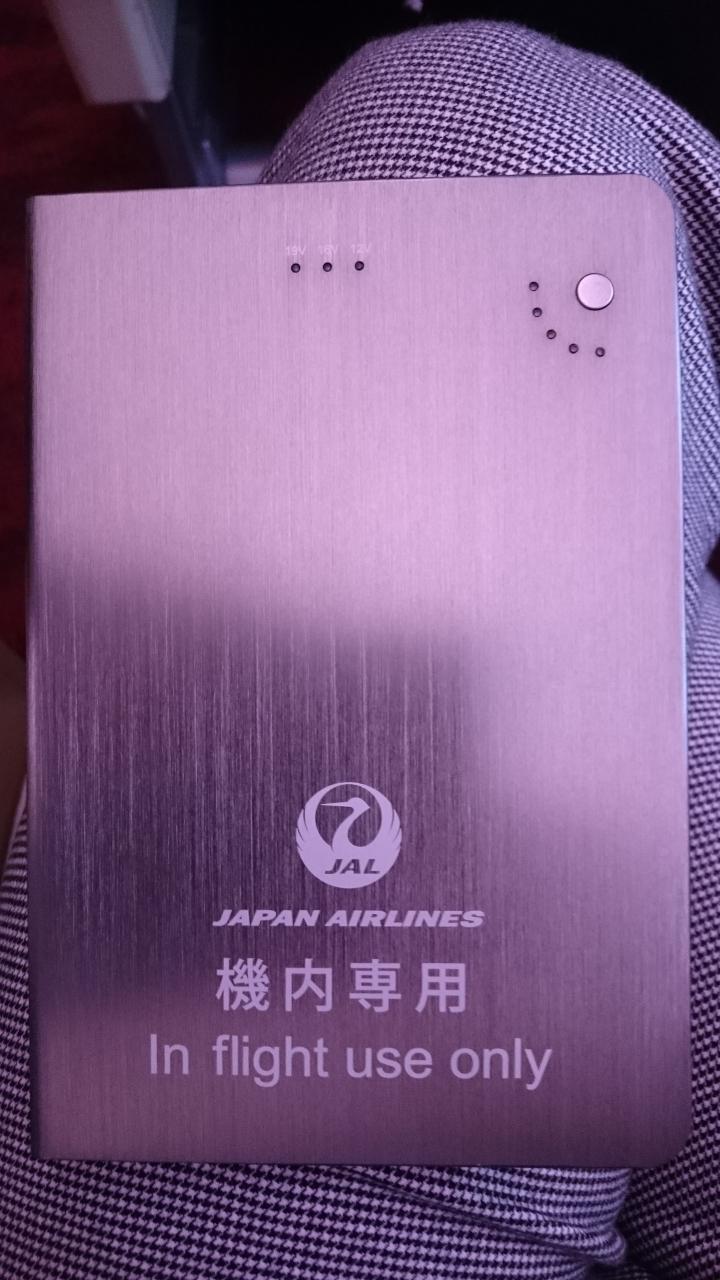 19V 16V 12V
JAL
JAPAN AIRLINES
機内専用
In flight use only